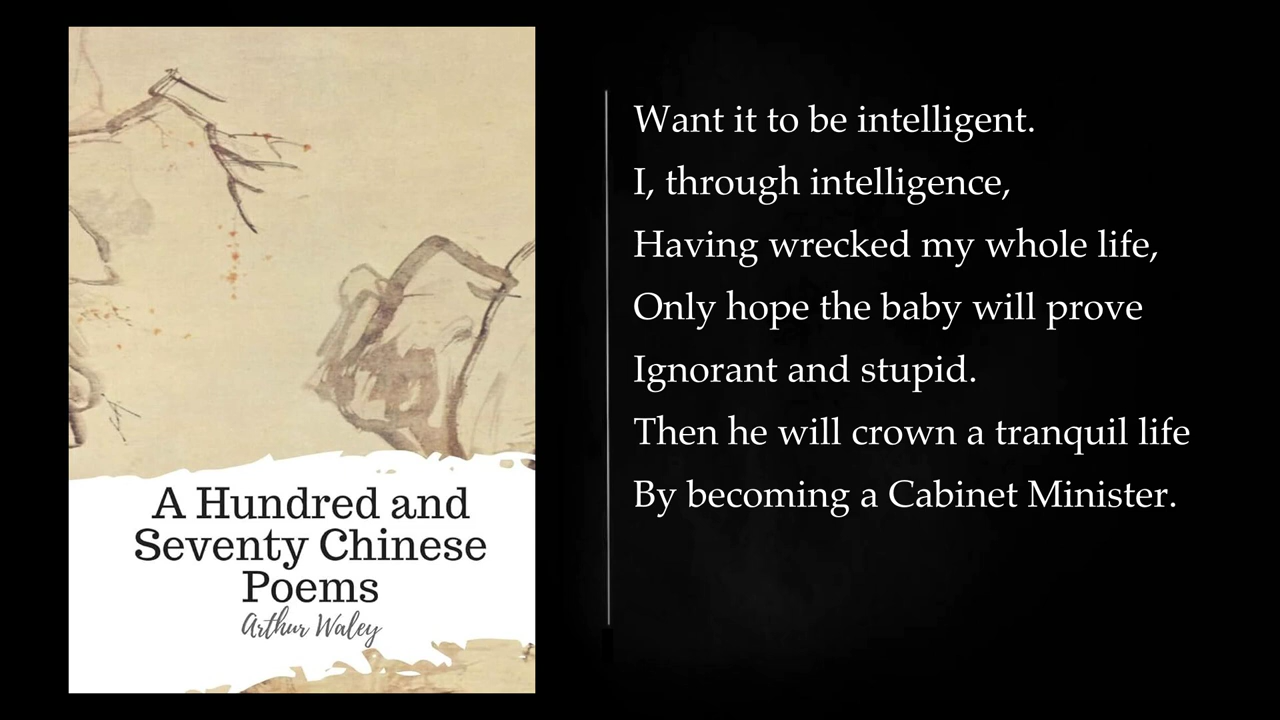 A Hundred and
Seventy Chinese
Poems
Arthur Waley
Want it to be intelligent.
I, through intelligence,
Having wrecked my whole life,
Only hope the baby will prove
Ignorant and stupid.
Then he will crown a tranquil life
By becoming a Cabinet Minister.